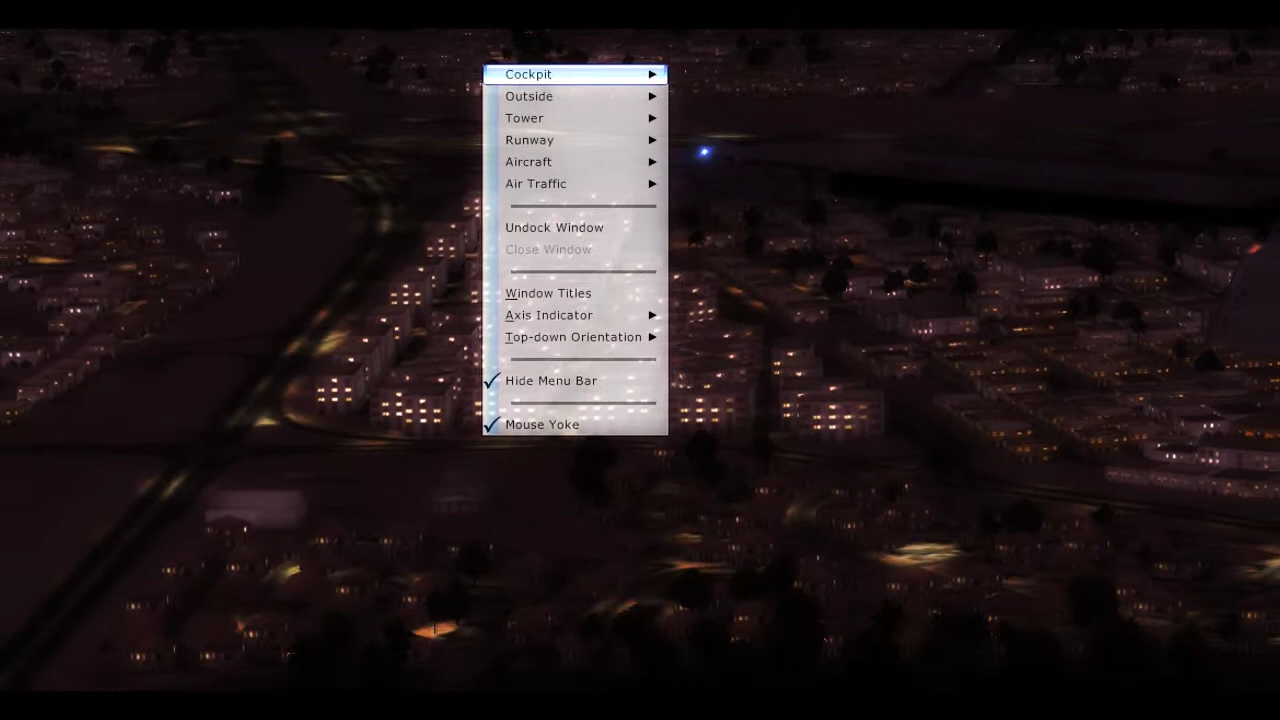 Cockpit
Outside
Tower
Runway
Aircraft
Air Traffic
Undock Window
Close Window
Window Titles
Axis Indicator
Top-down Orientation
Hide Menu Bar
Mouse Yoke